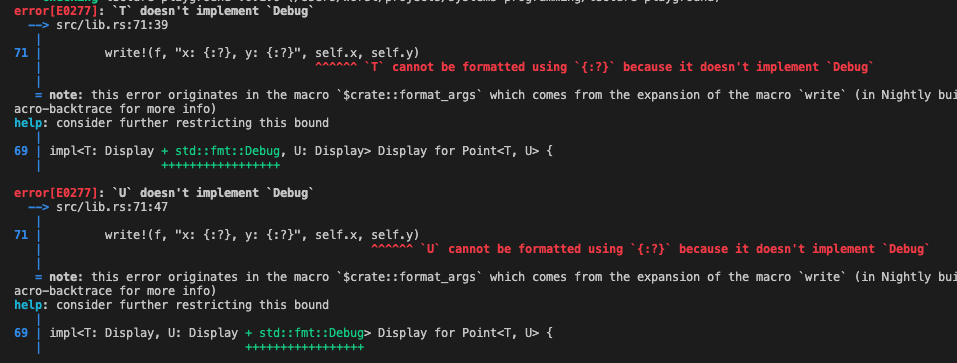 error[E0277]: `T` doesn't implement `Debug`
--> src/lib.rs:71:39
|
71 |         write!(f, "x: {:?}, y: {:?}", self.x, self.y)
|                                       ^^^^^^ `T` cannot be formatted using `{:?}` because it doesn't implement `Debug`
|
= note: this error originates in the macro `$crate::format_args` which comes from the expansion of the macro `write` (in Nightly bui
acro-backtrace for more info)
help: consider further restricting this bound
|
69 | impl<T: Display + std::fmt::Debug, U: Display> Display for Point<T, U> {
|                 +++++++++++++++++
error[E0277]: `U` doesn't implement `Debug`
--> src/lib.rs:71:47
|
71 |         write!(f, "x: {:?}, y: {:?}", self.x, self.y)
|                                               ^^^^^^ `U` cannot be formatted using `{:?}` because it doesn't implement `Debug`
|
= note: this error originates in the macro `$crate::format_args` which comes from the expansion of the macro `write` (in Nightly bui
acro-backtrace for more info)
help: consider further restricting this bound
|
69 | impl<T: Display, U: Display + std::fmt::Debug> Display for Point<T, U> {
|                             +++++++++++++++++